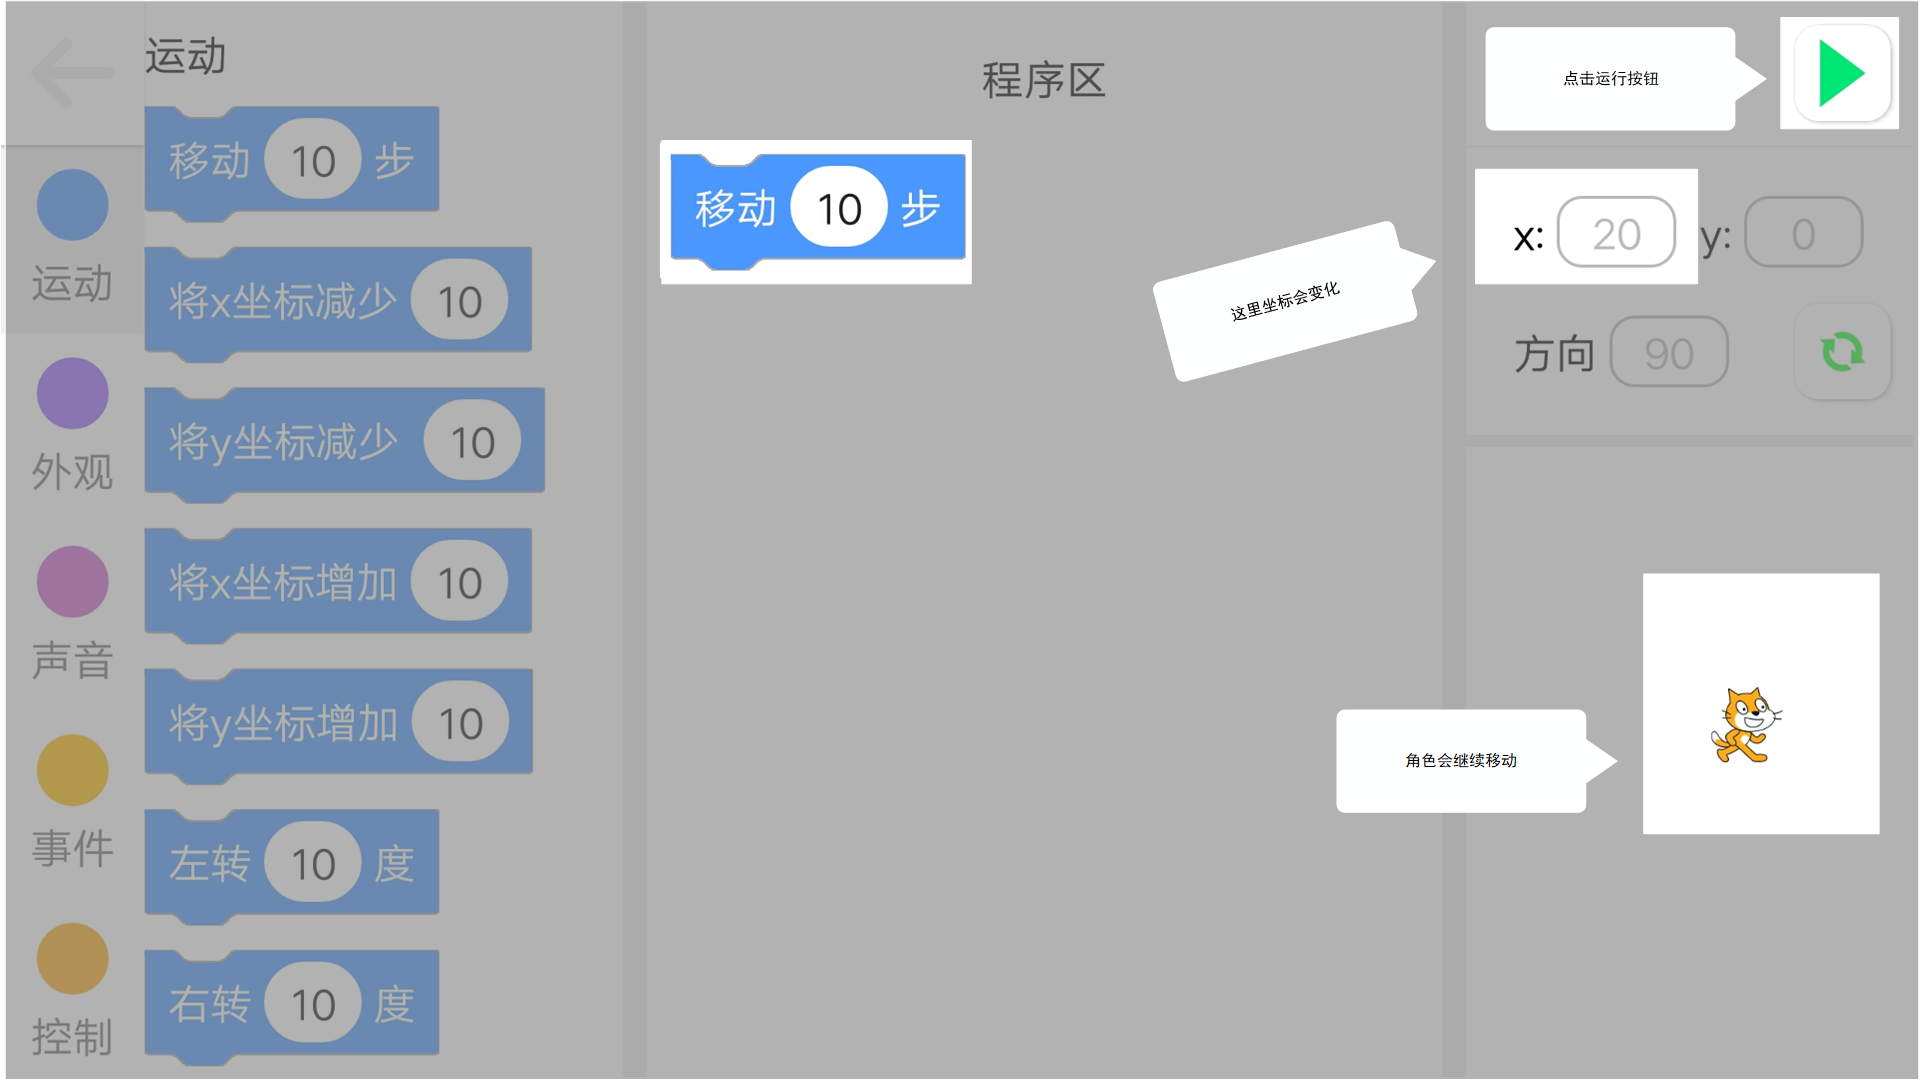 运动
外观
声音
事件
控制
运动
移动 10 步
将x坐标减少 10
将y坐标减少 10
将x坐标增加 10
将y坐标增加 10
左转 10 度
右转 10 度
程序区
移动 10 步
点击运行按钮
x: 20 y: 0
这里坐标会变化
方向 90
角色会继续移动